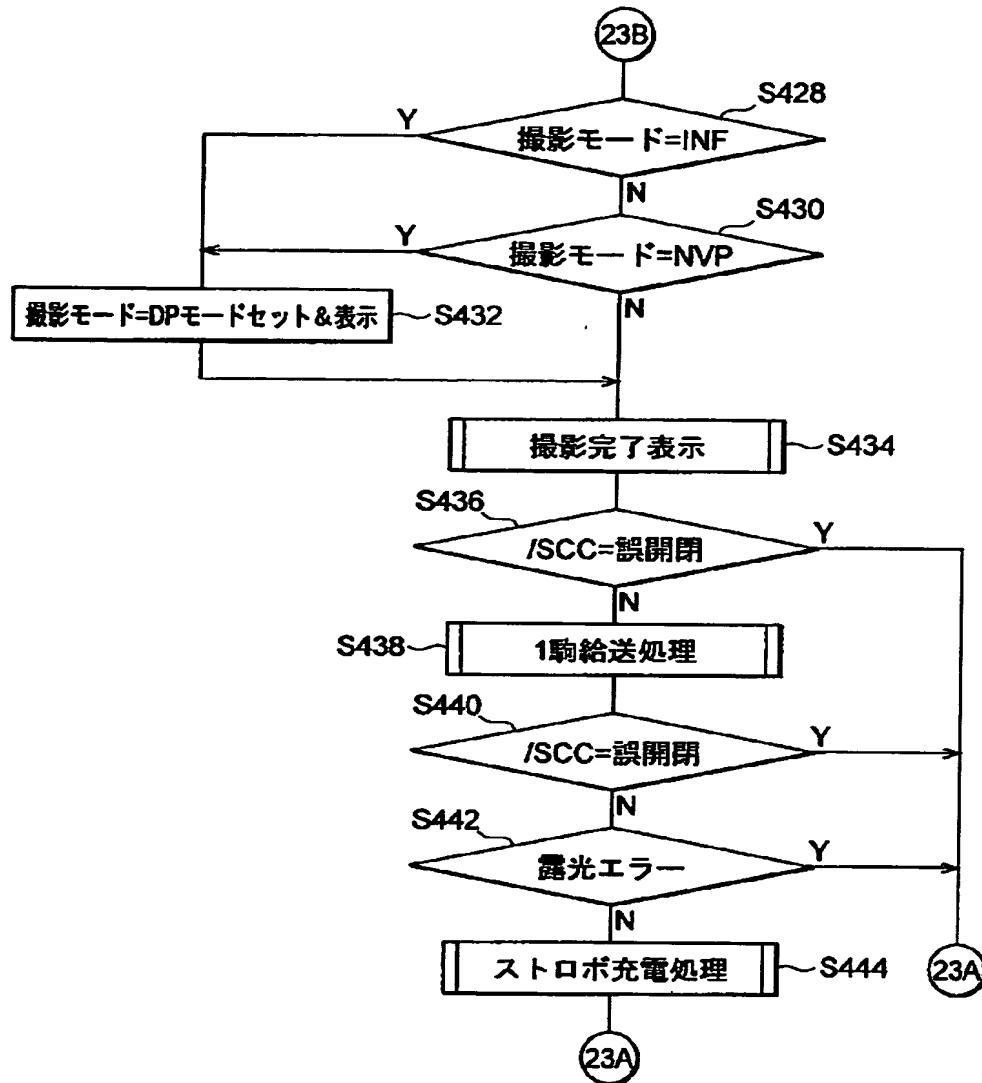 23B
S428
Y
撮影モード=INF
N
S430
Y
撮影モード=NVP
N
撮影モード=DPモードセット&表示
S432
撮影完了表示
S434
S436
/SCC=誤開閉
Y
N
S438
1駒給送処理
S440
/SCC=誤開閉
Y
N
S442
露光エラー
Y
N
ストロボ充電処理
S444
23A
23A